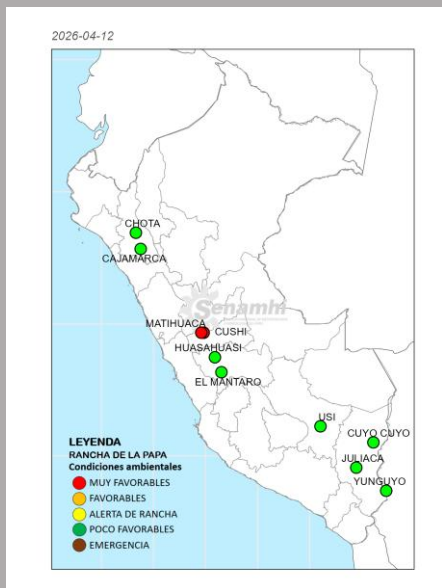 2026-04-12
CHOTA
CAJAMARCA
Senamhi
MATIHUACA
CUSHI
HUASAHUASI
EL MANTARO
USI
CUYO CUYO
JULIACA
YUNGUYO
LEYENDA
RANCHA DE LA PAPA
Condiciones ambientales
MUY FAVORABLES
FAVORABLES
ALERTA DE RANCHA
POCO FAVORABLES
EMERGENCIA